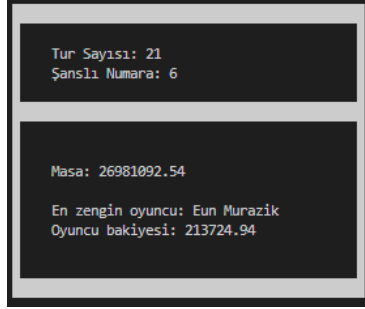 Tur Sayısı: 21
Şanslı Numara: 6
Masa: 26981092.54
En zengin oyuncu: Eun Murazik
Oyuncu bakiyesi: 213724.94